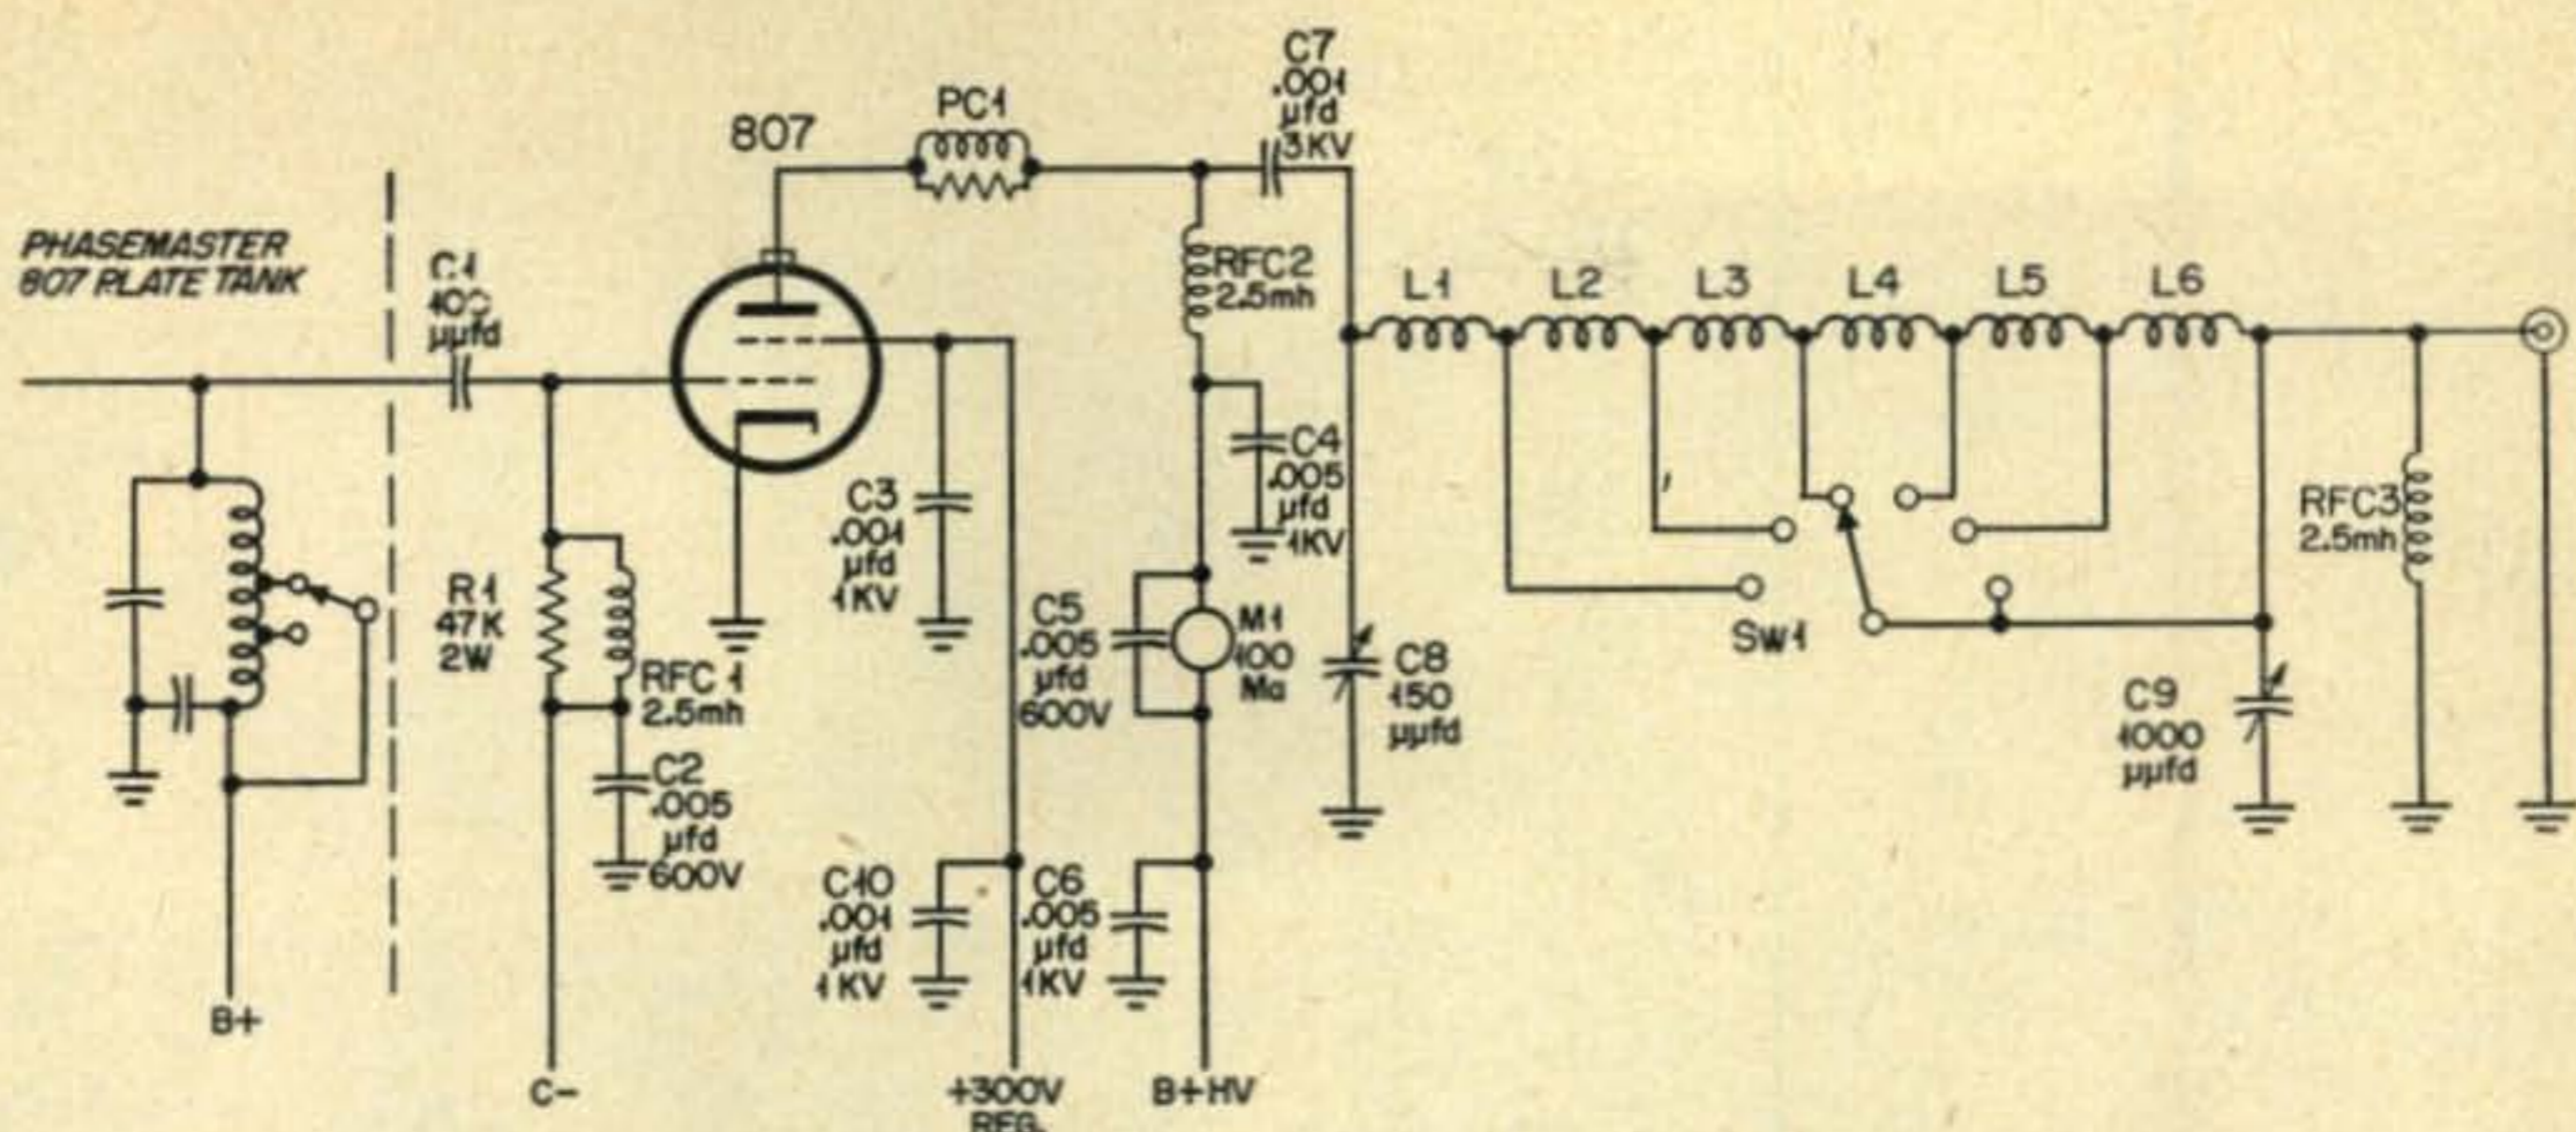 PHASEMASTER
807 PLATE TANK
B+
C1
100
µµfd
R1
47K
2W
C-
RFC 1
2.5mh
C2
.005
µfd
600V
807
PC1
C3
.001
µfd
1KV
C10
.001
µfd
1KV
+300V
REG.
C7
.001
µfd
3KV
RFC2
2.5mh
C4
.005
µfd
1KV
C5
.005
µfd
600V
M1
100
Ma
C6
.005
µfd
1KV
B+HV
C8
150
µµfd
L1
L2
L3
L4
L5
L6
SW1
C9
1000
µµfd
RFC3
2.5mh